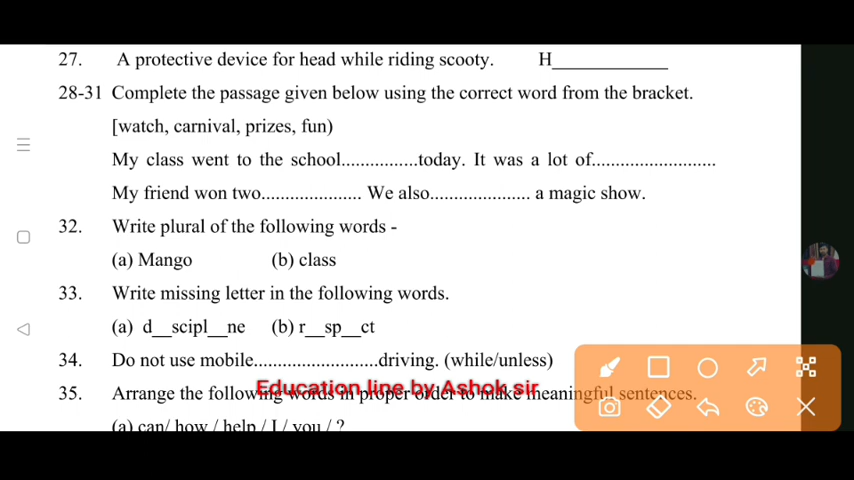 27. A protective device for head while riding scooty. H____________
28-31 Complete the passage given below using the correct word from the bracket.
[watch, carnival, prizes, fun)
My class went to the school................today. It was a lot of..........................
My friend won two..................... We also..................... a magic show.
32. Write plural of the following words -
(a) Mango (b) class
33. Write missing letter in the following words.
(a) d__scipl__ne (b) r__sp__ct
34. Do not use mobile.........................driving. (while/unless)
35. Arrange the following words in proper order to make meaningful sentences.
Education line by Ashok sir
(a) can/ how / help / I / you / ?